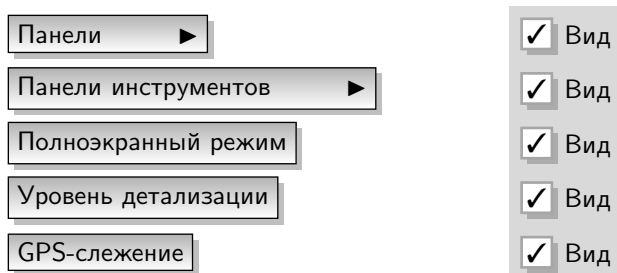 Панели ▶ ✓ Вид
Панели инструментов ▶ ✓ Вид
Полноэкранный режим ✓ Вид
Уровень детализации ✓ Вид
GPS-слежение ✓ Вид